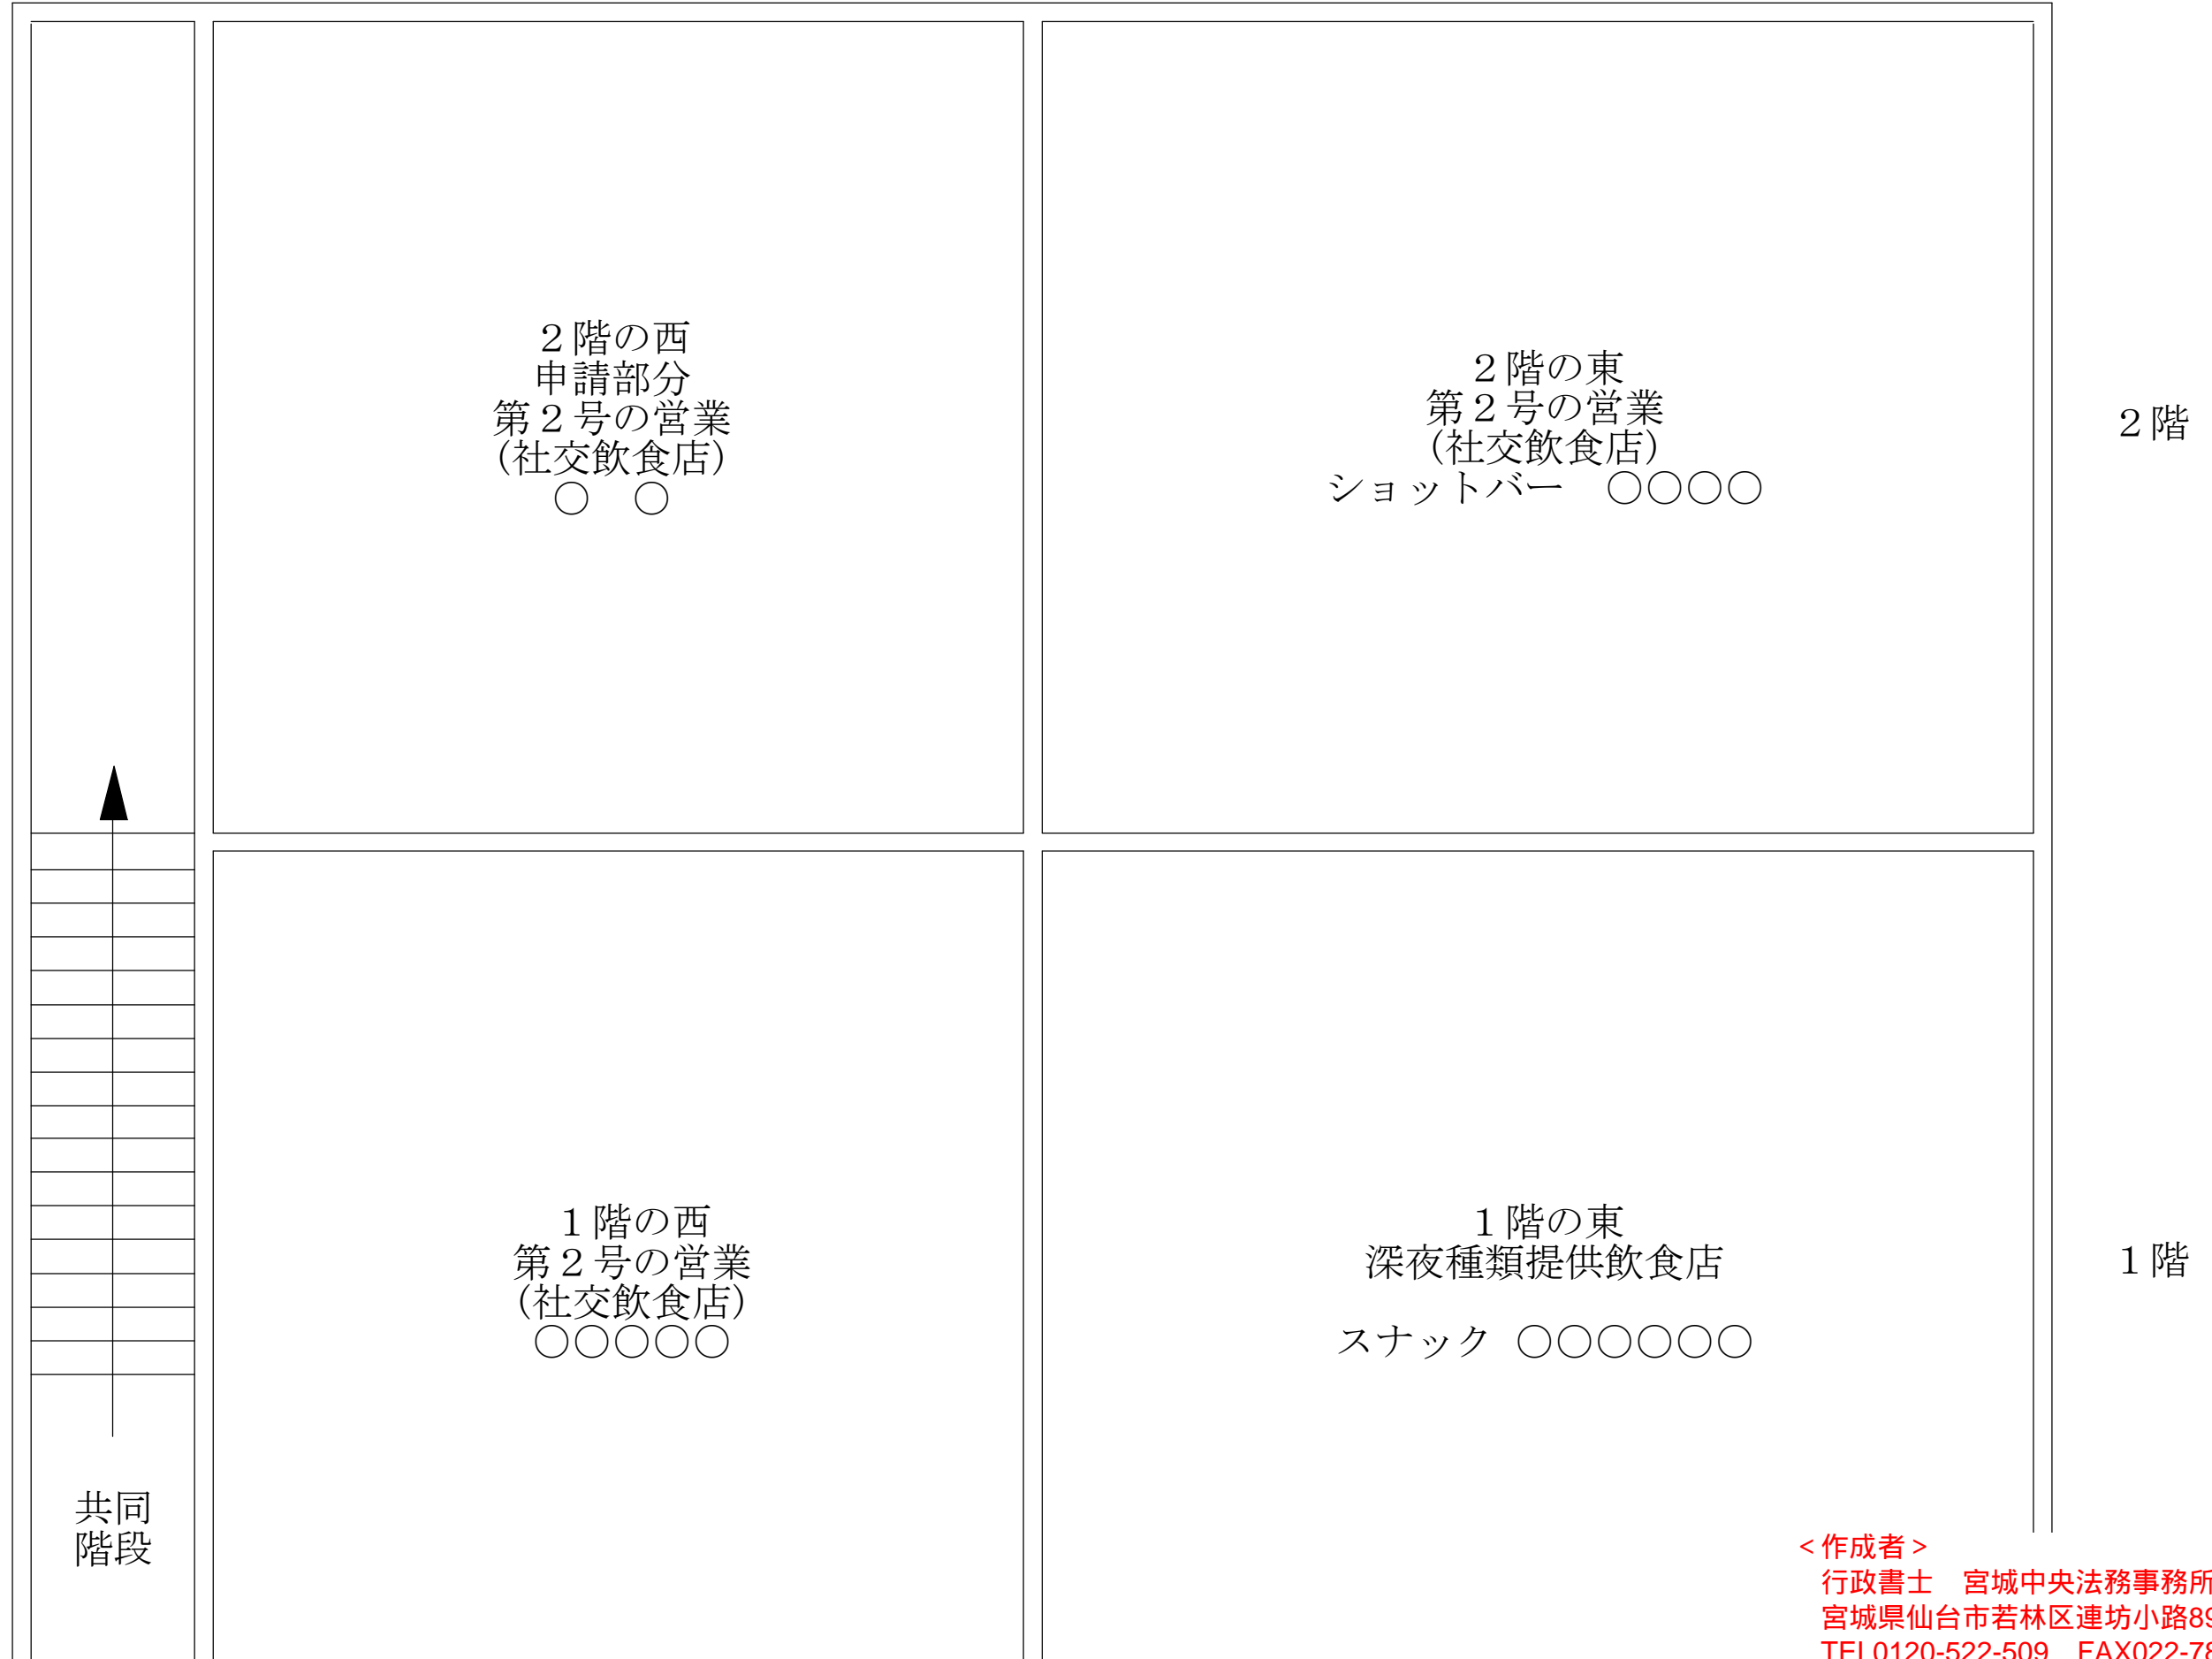 ２階の西
申請部分
第２号の営業
（社交飲食店）
○　○
２階の東
第２号の営業
（社交飲食店）
ショットバー　○○○○
２階
１階の西
第２号の営業
（社交飲食店）
○○○○○
１階の東
深夜種類提供飲食店
スナック　○○○○○○
１階
共同
階段
＜作成者＞
行政書士　宮城中央法務事務所
宮城県仙台市若林区連坊小路89
TEL0120-522-509　FAX022-78